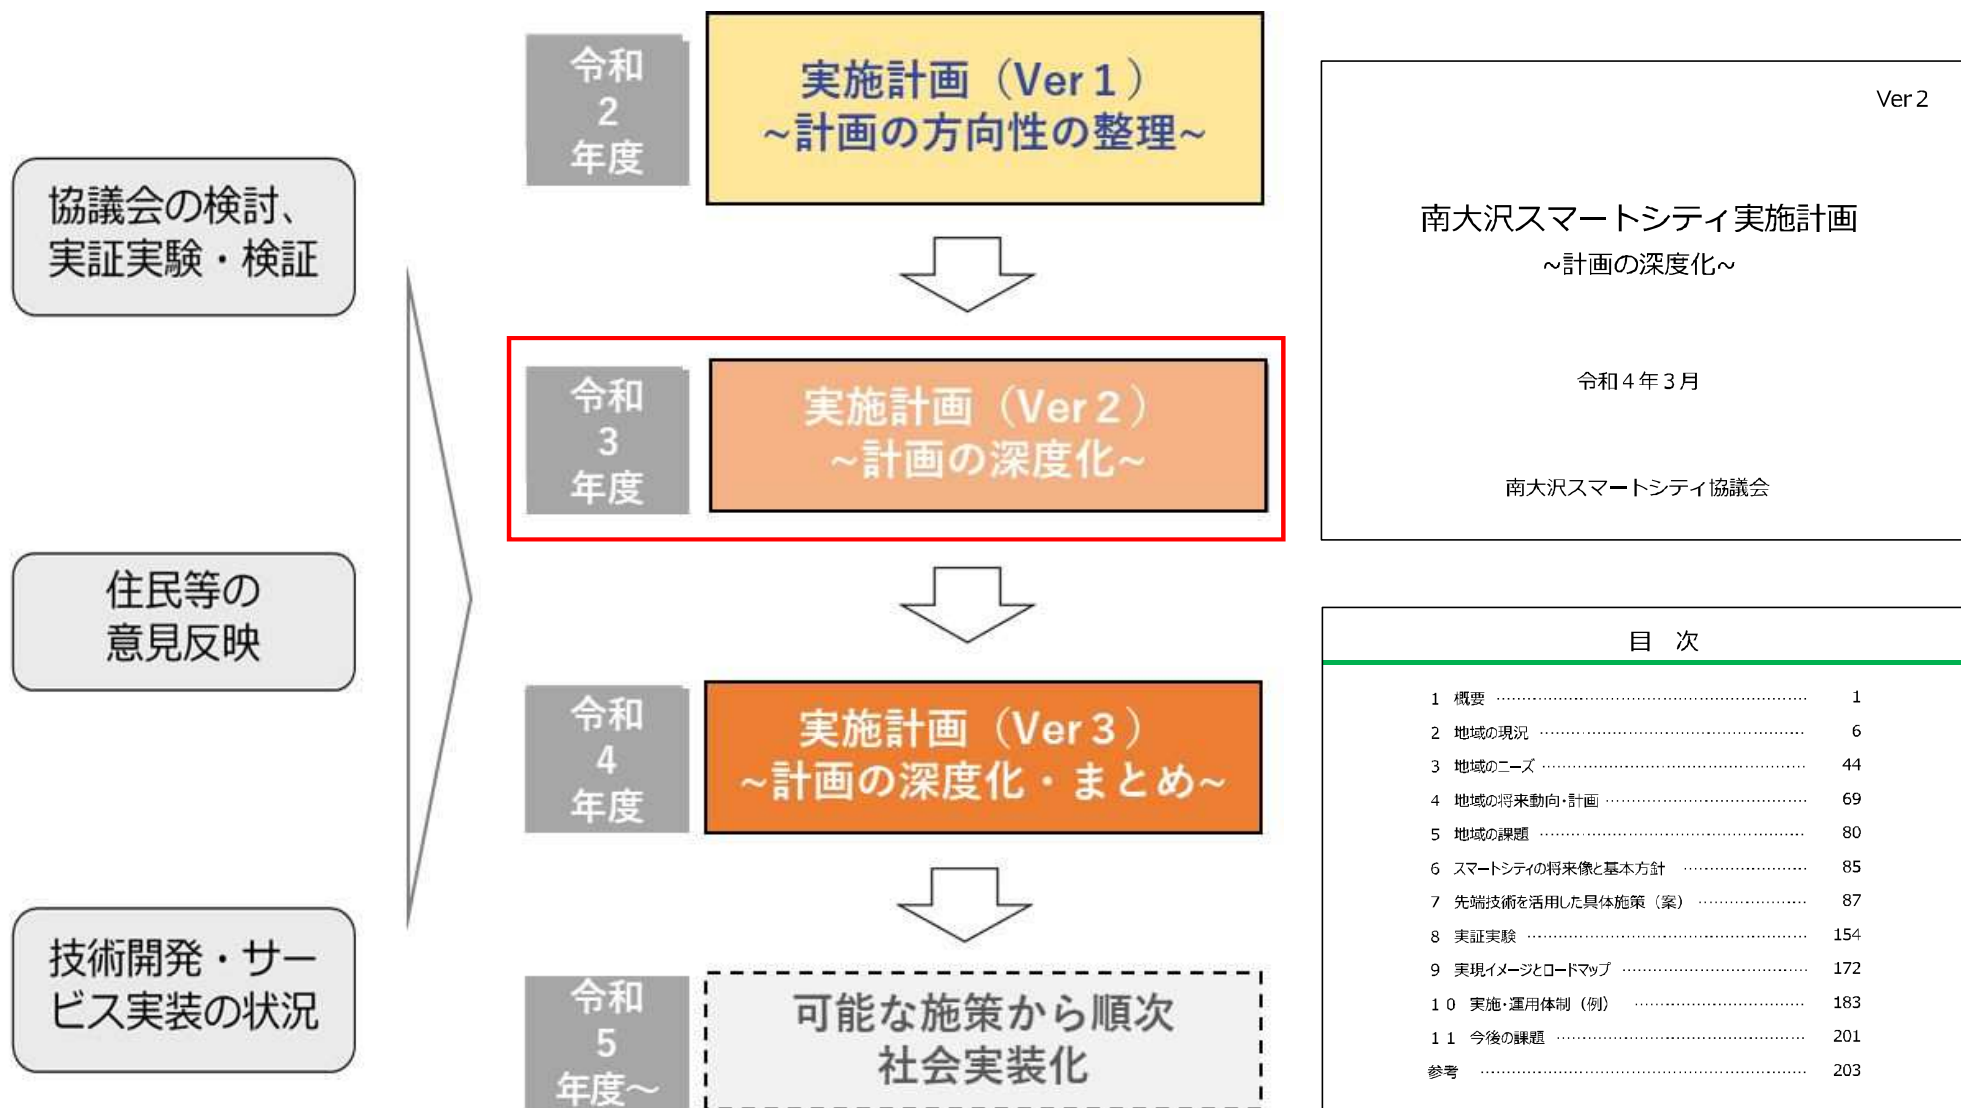 協議会の検討、
実証実験・検証
住民等の
意見反映
技術開発・サー
ビス実装の状況
令和
2
年度
実施計画（Ver１）
~計画の方向性の整理~
令和
3
年度
実施計画（Ver２）
~計画の深度化~
令和
4
年度
実施計画（Ver３）
~計画の深度化・まとめ~
令和
5
年度～
可能な施策から順次
社会実装化
Ver２
南大沢スマートシティ実施計画
~計画の深度化~
令和４年３月
南大沢スマートシティ協議会
目　次
1 概要 ………………………………………………… 1
2 地域の現況 ………………………………………… 6
3 地域のニーズ ……………………………………… 44
4 地域の将来動向・計画 …………………………… 69
5 地域の課題 ………………………………………… 80
6 スマートシティの将来像と基本方針 …………… 85
7 先端技術を活用した具体施策（案） …………… 87
8 実証実験 …………………………………………… 154
9 実現イメージとロードマップ …………………… 172
１０ 実施・運用体制（例） ……………………… 183
１１ 今後の課題 …………………………………… 201
参考 …………………………………………………… 203